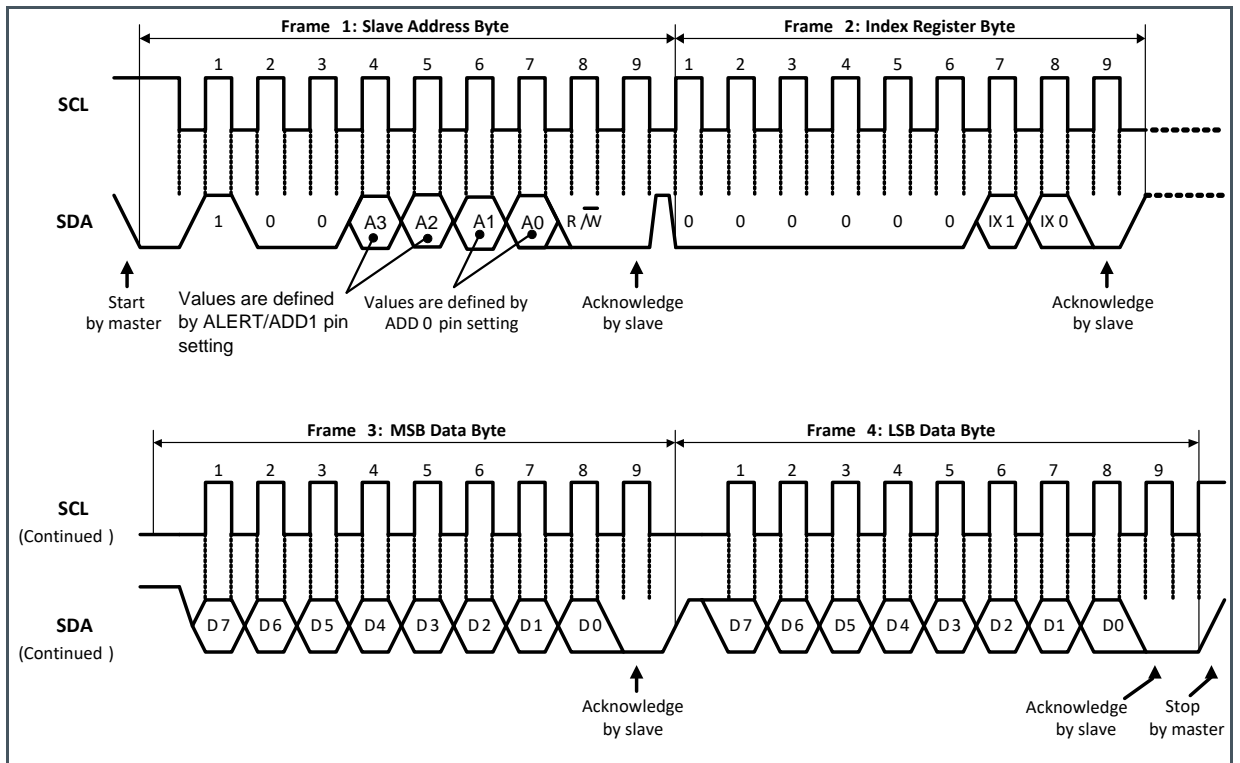 Frame 1: Slave Address Byte Frame 2: Index Register Byte
1 2 3 4 5 6 7 8 9 1 2 3 4 5 6 7 8 9
SCL
SDA 1 0 0 A3 A2 A1 A0 R/W 0 0 0 0 0 0 IX1 IX0
Start
by master
Values are defined
by ALERT/ADD1 pin
setting
Values are defined by
ADD 0 pin setting
Acknowledge
by slave
Acknowledge
by slave
Frame 3: MSB Data Byte Frame 4: LSB Data Byte
1 2 3 4 5 6 7 8 9 1 2 3 4 5 6 7 8 9
SCL
(Continued )
SDA D7 D6 D5 D4 D3 D2 D1 D0 D7 D6 D5 D4 D3 D2 D1 D0
(Continued )
Acknowledge
by slave
Acknowledge
by slave
Stop
by master